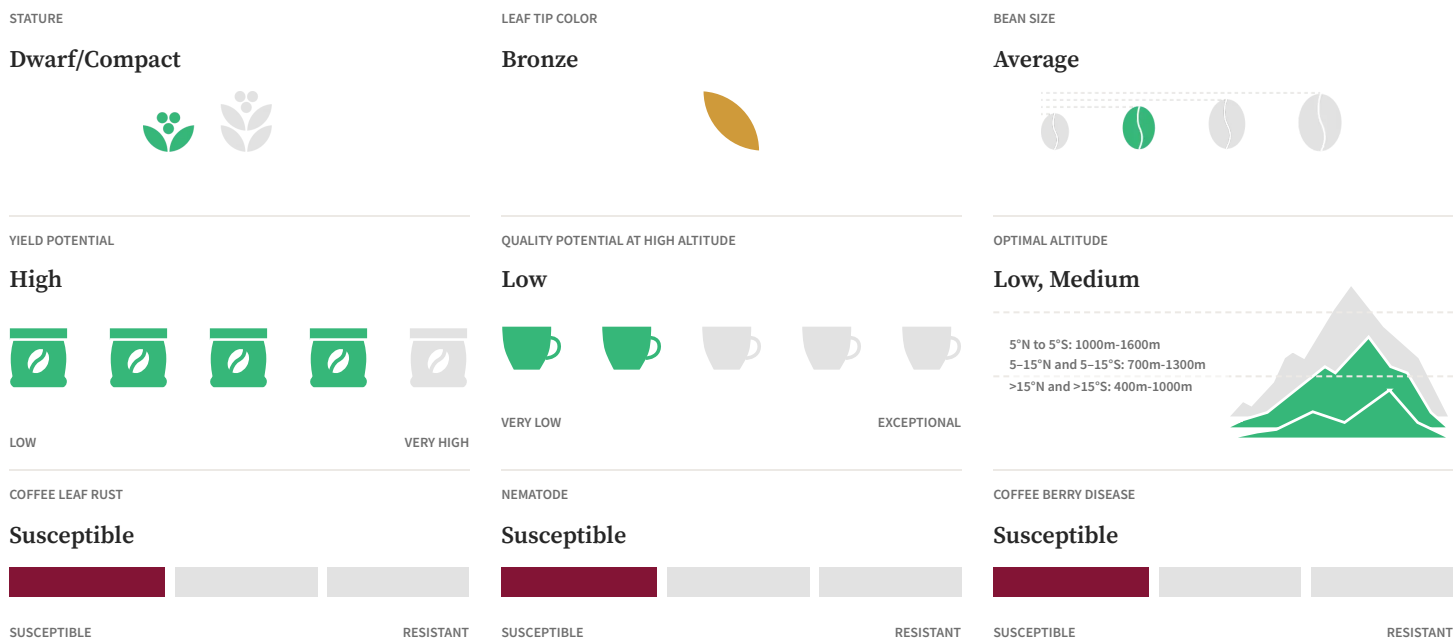 STATURE
Dwarf/Compact
LEAF TIP COLOR
Bronze
BEAN SIZE
Average
YIELD POTENTIAL
High
LOW
VERY HIGH
QUALITY POTENTIAL AT HIGH ALTITUDE
Low
VERY LOW
EXCEPTIONAL
OPTIMAL ALTITUDE
Low, Medium
5°N to 5°S: 1000m-1600m
5–15°N and 5–15°S: 700m-1300m
>15°N and >15°S: 400m-1000m
COFFEE LEAF RUST
Susceptible
SUSCEPTIBLE
RESISTANT
NEMATODE
Susceptible
SUSCEPTIBLE
RESISTANT
COFFEE BERRY DISEASE
Susceptible
SUSCEPTIBLE
RESISTANT